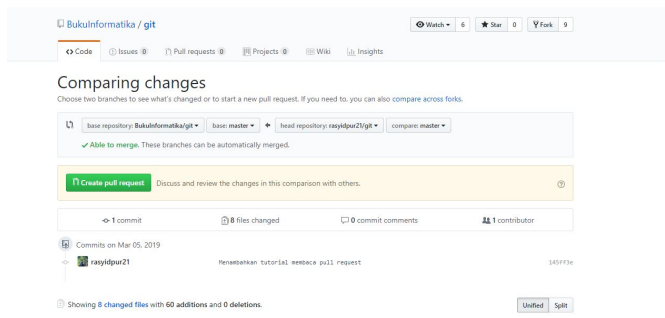 BukuInformatika / git
Watch 6 Star 0 Fork 9
Code Issues 0 Pull requests 0 Projects 0 Wiki Insights
Comparing changes
Choose two branches to see what's changed or to start a new pull request. If you need to, you can also compare across forks.
base repository: BukuInformatika/git base: master head repository: rasyidpur21/git compare: master
Able to merge. These branches can be automatically merged.
Create pull request Discuss and review the changes in this comparison with others.
1 commit 8 files changed 0 commit comments 1 contributor
Commits on Mar 05, 2019
rasyidpur21 Menambahkan tutorial membaca pull request 145ff3e
Showing 8 changed files with 60 additions and 0 deletions. Unified Split